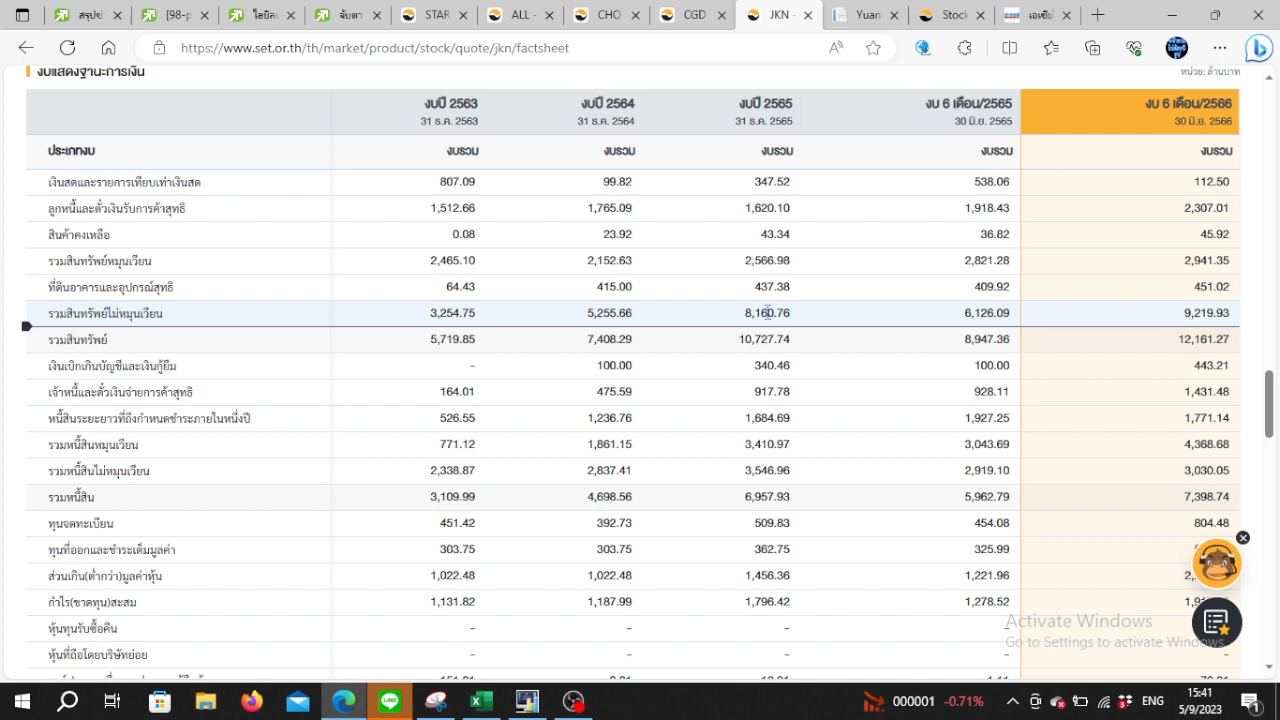 [98-p
สรุป
ไฮยัด
STAR
ALL -
CHO
CGD
JKN -
Yuan
Stock
https://www.set.or.th/th/market/product/stock/quote/jkn/factsheet
งบแสดงฐานะการเงิน
หน่วย: ล้านบาท
งบปี 2563 งบปี 2564 งบปี 2565 งบ 6 เดือน/2565 งบ 6 เดือน/2566
31 ธ.ค. 2563 31 ธ.ค. 2564 31 ธ.ค. 2565 30 มิ.ย. 2565 30 มิ.ย. 2566
ประเภทงบ งบรวม งบรวม งบรวม งบรวม งบรวม
เงินสดและรายการเทียบเท่าเงินสด 807.09 99.82 347.52 538.06 112.50
ลูกหนี้และตั๋วเงินรับการค้าสุทธิ 1,512.66 1,765.09 1,620.10 1,918.43 2,307.01
สินค้าคงเหลือ 0.08 23.92 43.34 36.82 45.92
รวมสินทรัพย์หมุนเวียน 2,465.10 2,152.63 2,566.98 2,821.28 2,941.35
ที่ดินอาคารและอุปกรณ์สุทธิ 64.43 415.00 437.38 409.92 451.02
รวมสินทรัพย์ไม่หมุนเวียน 3,254.75 5,255.66 8,160.76 6,126.09 9,219.93
รวมสินทรัพย์ 5,719.85 7,408.29 10,727.74 8,947.36 12,161.27
เงินเบิกเกินบัญชีและเงินกู้ยืม - 100.00 340.46 100.00 443.21
เจ้าหนี้และตั๋วเงินจ่ายการค้าสุทธิ 164.01 475.59 917.78 928.11 1,431.48
หนี้สินระยะยาวที่ถึงกำหนดชำระภายในหนึ่งปี 526.55 1,236.76 1,684.69 1,927.25 1,771.14
รวมหนี้สินหมุนเวียน 771.12 1,861.15 3,410.97 3,043.69 4,368.68
รวมหนี้สินไม่หมุนเวียน 2,338.87 2,837.41 3,546.96 2,919.10 3,030.05
รวมหนี้สิน 3,109.99 4,698.56 6,957.93 5,962.79 7,398.74
ทุนจดทะเบียน 451.42 392.73 509.83 454.08 804.48
ทุนที่ออกและชำระเต็มมูลค่า 303.75 303.75 362.75 325.99
ส่วนเกิน(ต่ำกว่า)มูลค่าหุ้น 1,022.48 1,022.48 1,456.36 1,221.96
กำไร(ขาดทุน)สะสม 1,131.82 1,187.99 1,796.42 1,278.52
หุ้นทุนรับซื้อคืน - - - -
หุ้นที่ถือโดยบริษัทย่อย - - - - -
Activate Windows
Go to Settings to activate Windows.
000001 -0.71% ENG
15:41
5/9/2023